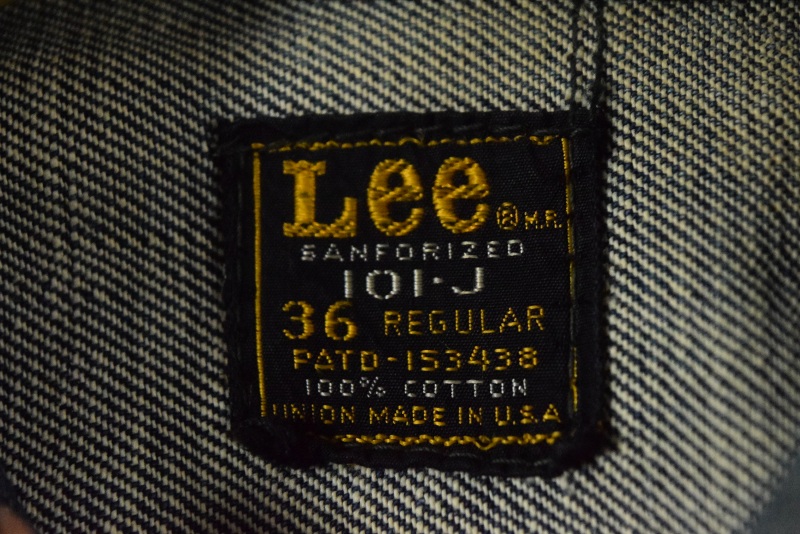 Lee ® M.R.
SANFORIZED
101-J
36 REGULAR
PATD-153438
100% COTTON
UNION MADE IN U.S.A